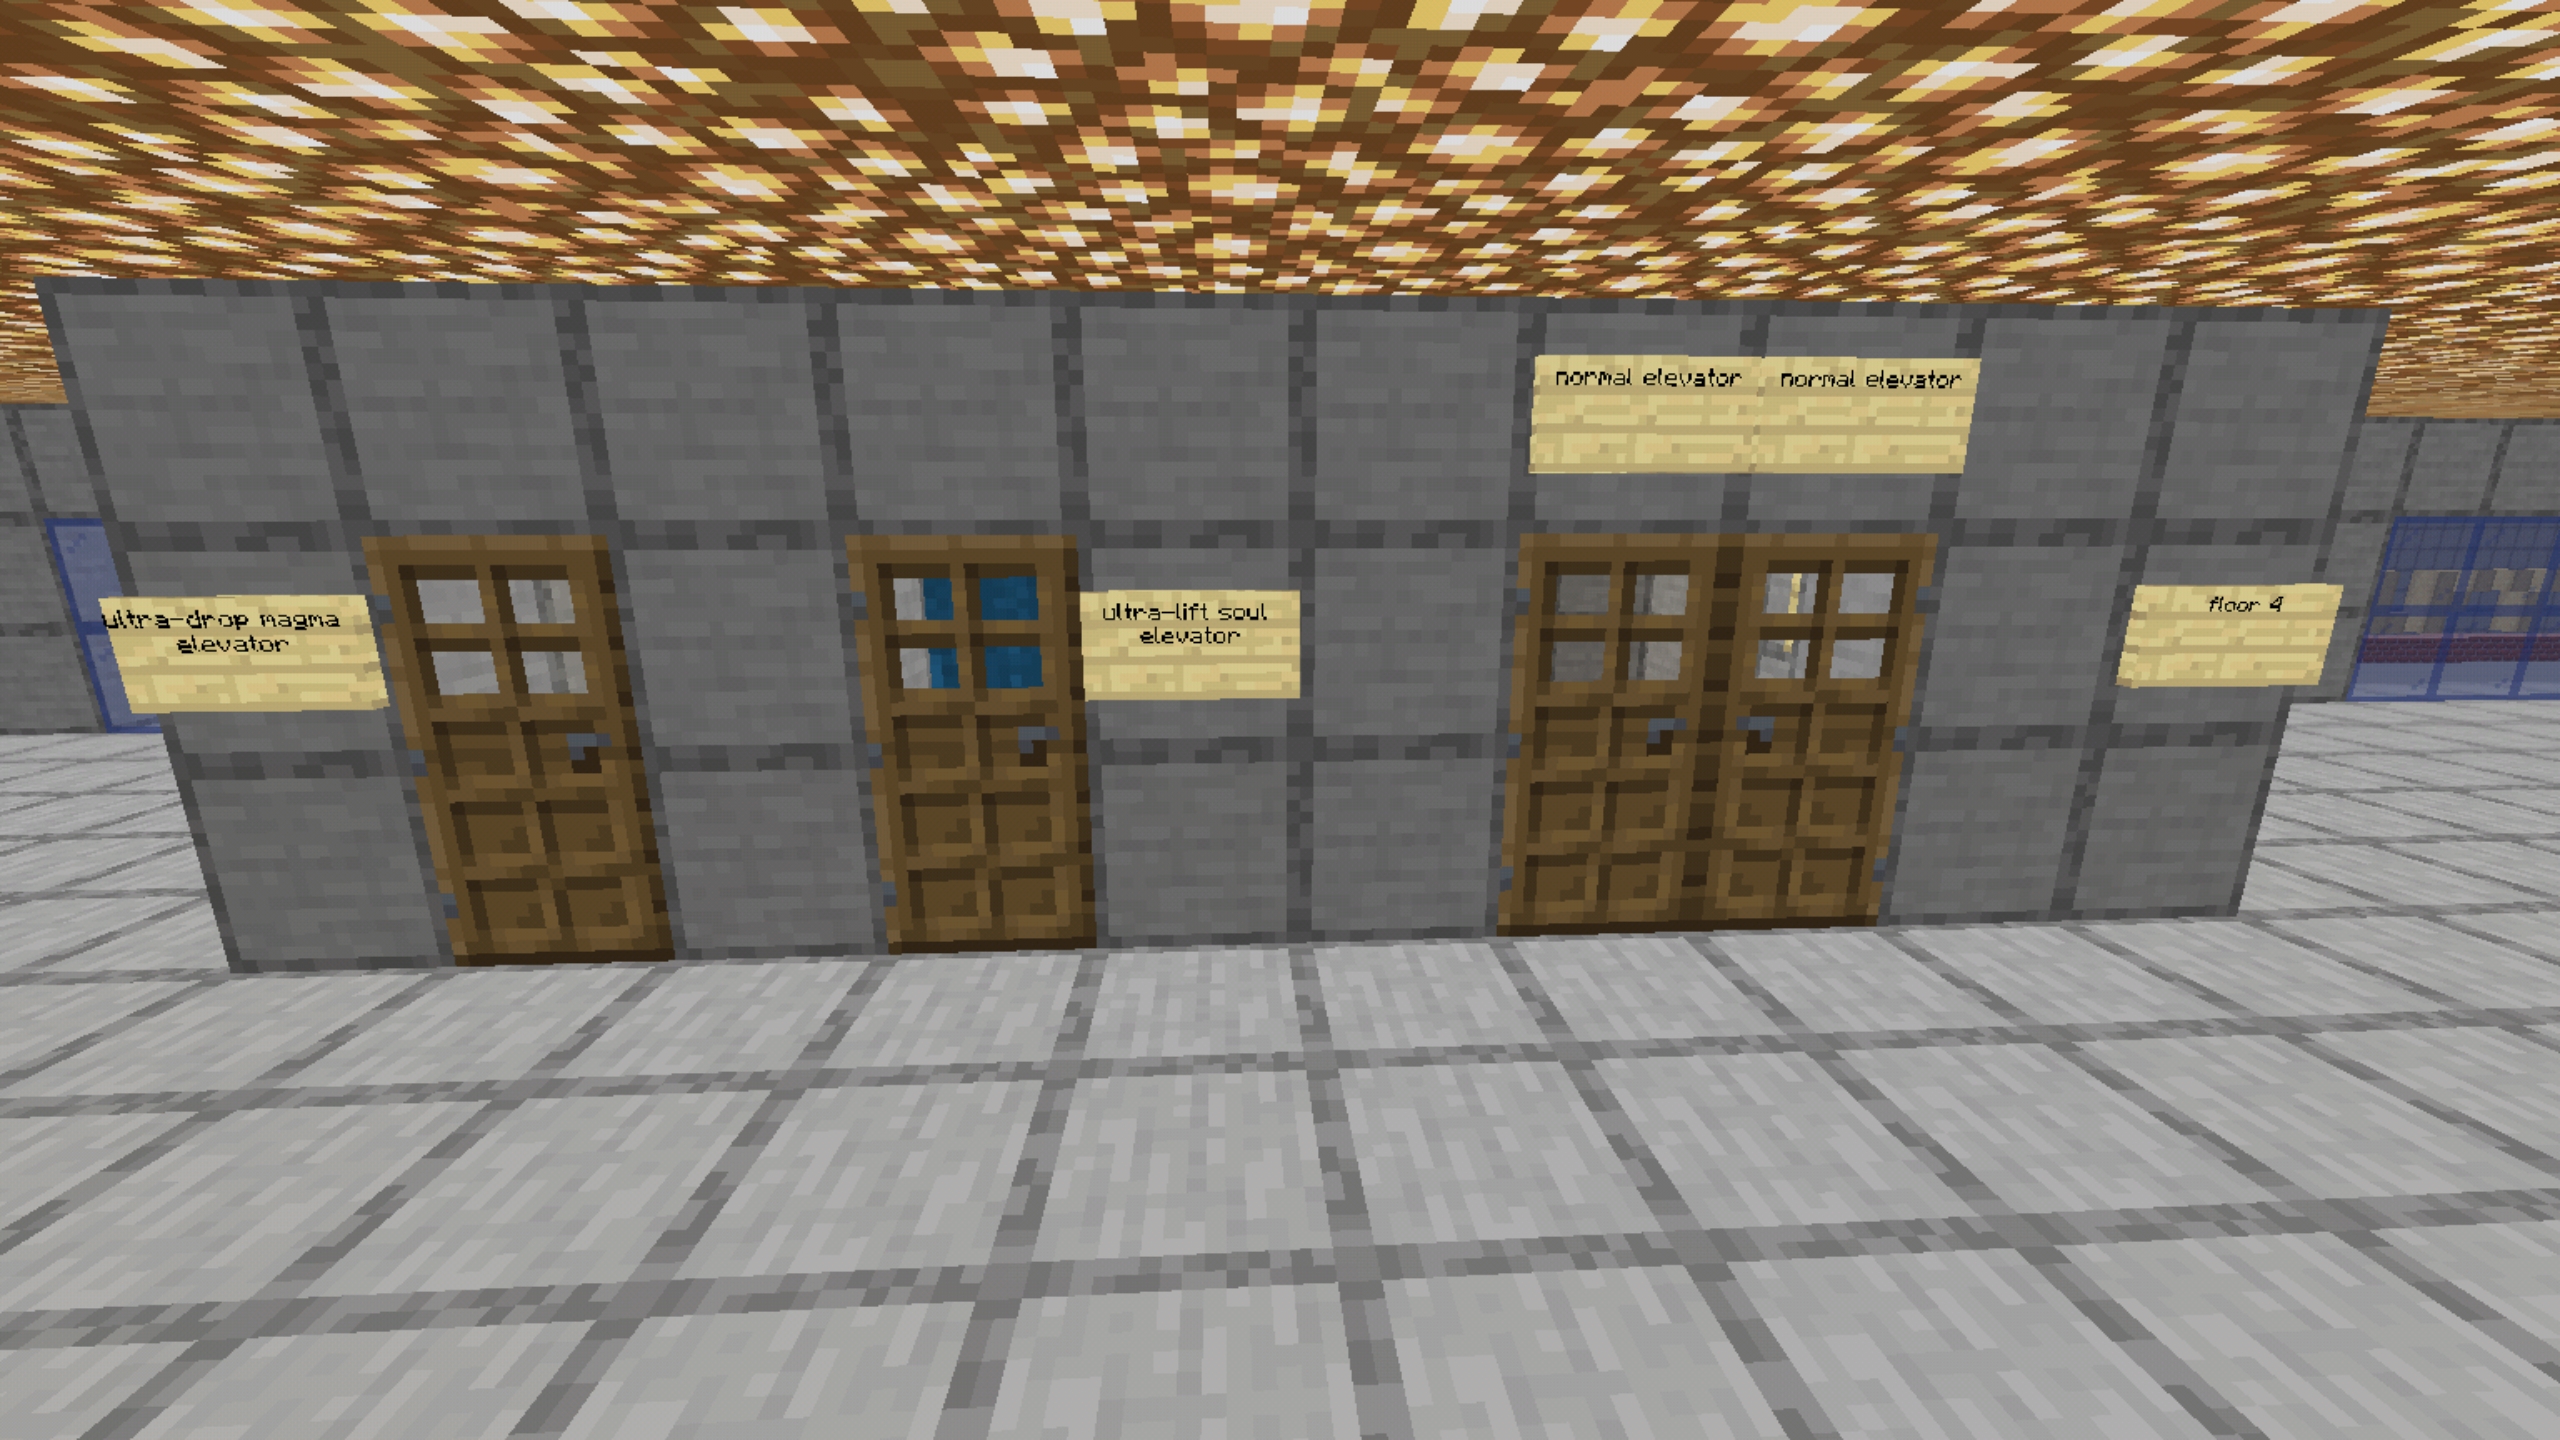 normal elevator
normal elevator
ultra-drop magma
elevator
ultra-lift soul
elevator
floor 4